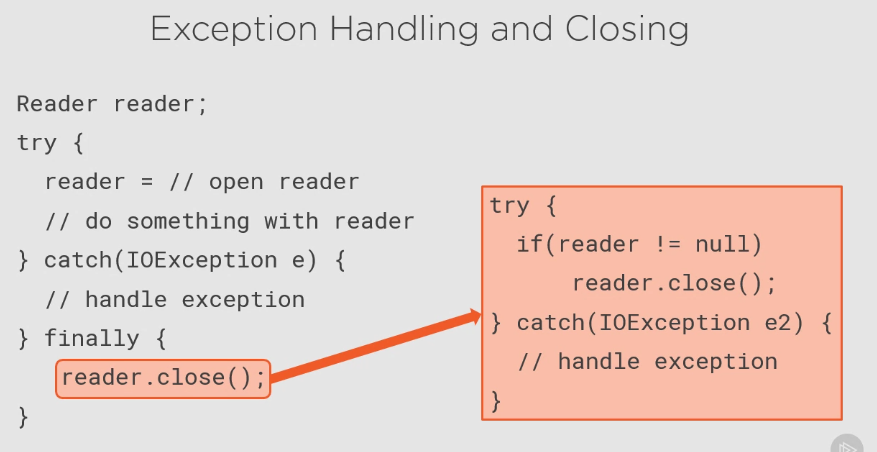 Exception Handling and Closing
Reader reader;
try {
  reader = // open reader
  // do something with reader
} catch(IOException e) {
  // handle exception
} finally {
  reader.close();
}
try {
  if(reader != null)
      reader.close();
} catch(IOException e2) {
  // handle exception
}